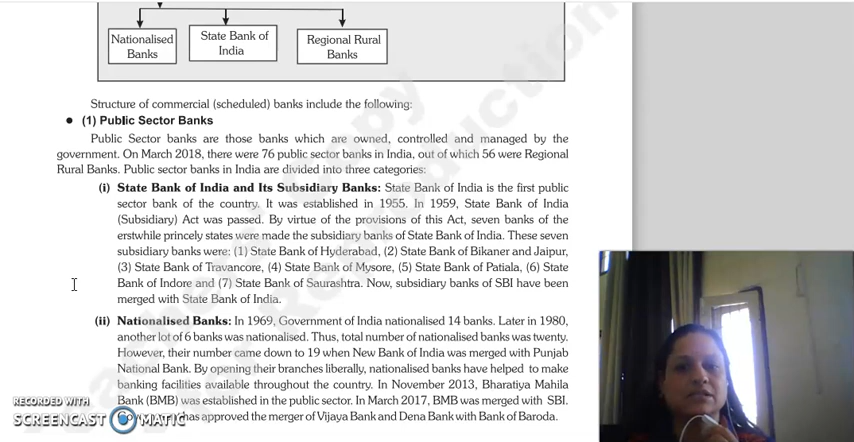 Nationalised
Banks
State Bank of
India
Regional Rural
Banks
Structure of commercial (scheduled) banks include the following:
• (1) Public Sector Banks
Public Sector banks are those banks which are owned, controlled and managed by the
government. On March 2018, there were 76 public sector banks in India, out of which 56 were Regional
Rural Banks. Public sector banks in India are divided into three categories:
(i) State Bank of India and Its Subsidiary Banks: State Bank of India is the first public
sector bank of the country. It was established in 1955. In 1959, State Bank of India
(Subsidiary) Act was passed. By virtue of the provisions of this Act, seven banks of the
erstwhile princely states were made the subsidiary banks of State Bank of India. These seven
subsidiary banks were: (1) State Bank of Hyderabad, (2) State Bank of Bikaner and Jaipur,
(3) State Bank of Travancore, (4) State Bank of Mysore, (5) State Bank of Patiala, (6) State
Bank of Indore and (7) State Bank of Saurashtra. Now, subsidiary banks of SBI have been
merged with State Bank of India.
(ii) Nationalised Banks: In 1969, Government of India nationalised 14 banks. Later in 1980,
another lot of 6 banks was nationalised. Thus, total number of nationalised banks was twenty.
However, their number came down to 19 when New Bank of India was merged with Punjab
National Bank. By opening their branches liberally, nationalised banks have helped to make
banking facilities available throughout the country. In November 2013, Bharatiya Mahila
Bank (BMB) was established in the public sector. In March 2017, BMB was merged with SBI.
has approved the merger of Vijaya Bank and Dena Bank with Bank of Baroda.
RECORDED WITH
SCREENCAST MATIC